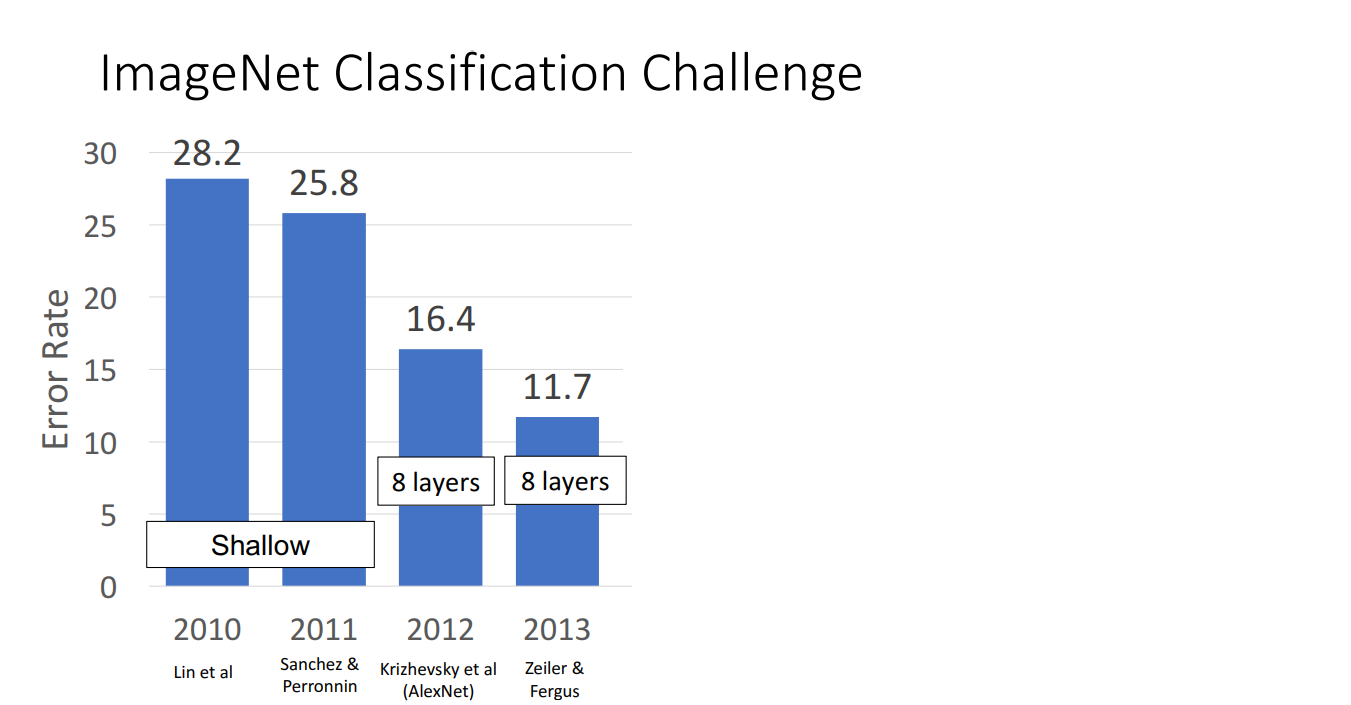 ImageNet Classification Challenge
Error Rate
30
25
20
15
10
5
0
28.2
25.8
16.4
11.7
8 layers
8 layers
Shallow
2010
2011
2012
2013
Lin et al
Sanchez &
Perronnin
Krizhevsky et al
(AlexNet)
Zeiler &
Fergus